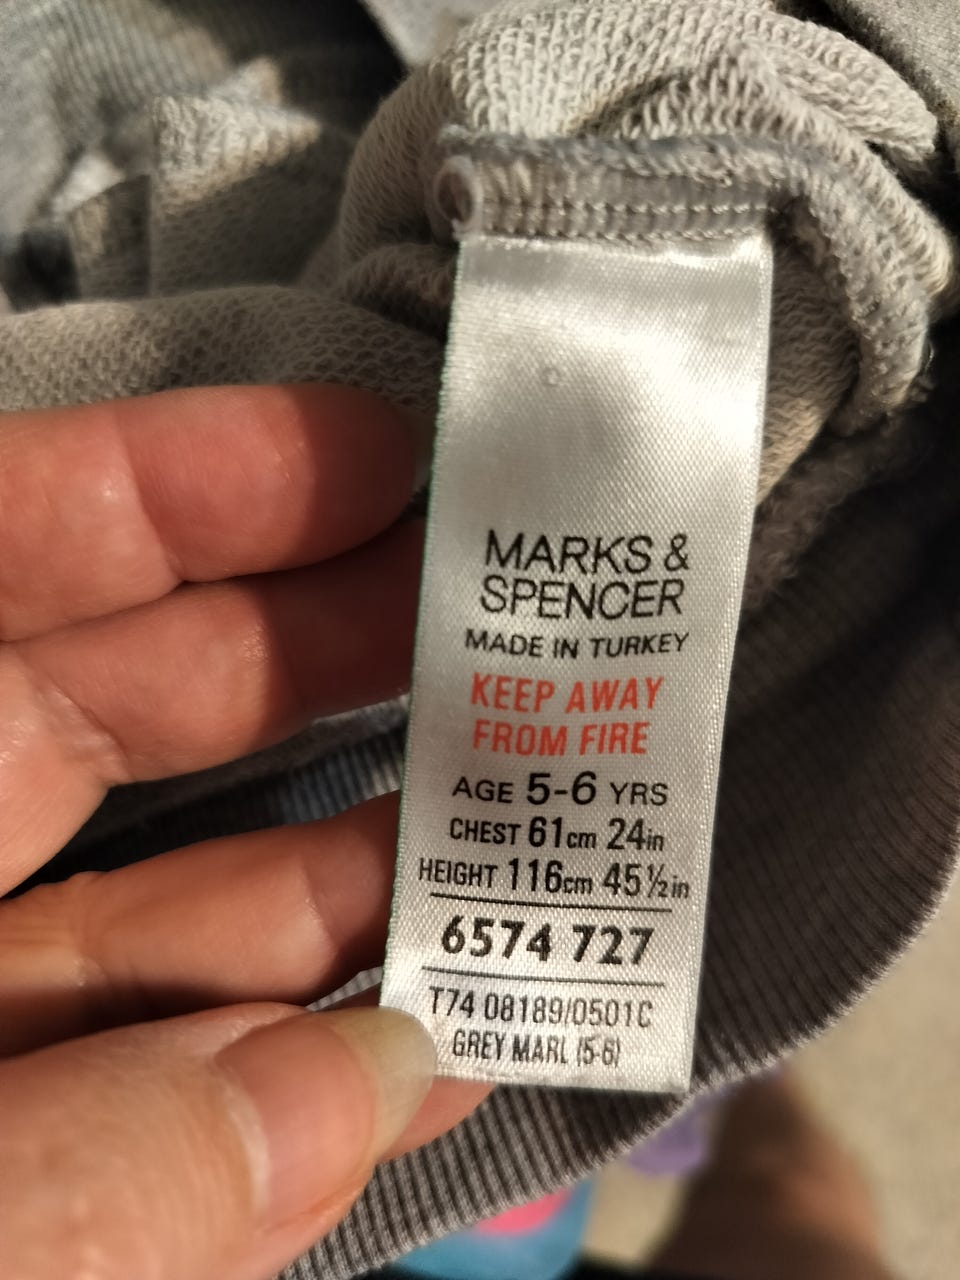 MARKS &
SPENCER
MADE IN TURKEY
KEEP AWAY
FROM FIRE
AGE 5-6 YRS
CHEST 61cm 24in
HEIGHT 116cm 45½in
6574 727
T74 08189/0501C
GREY MARL (5-6)